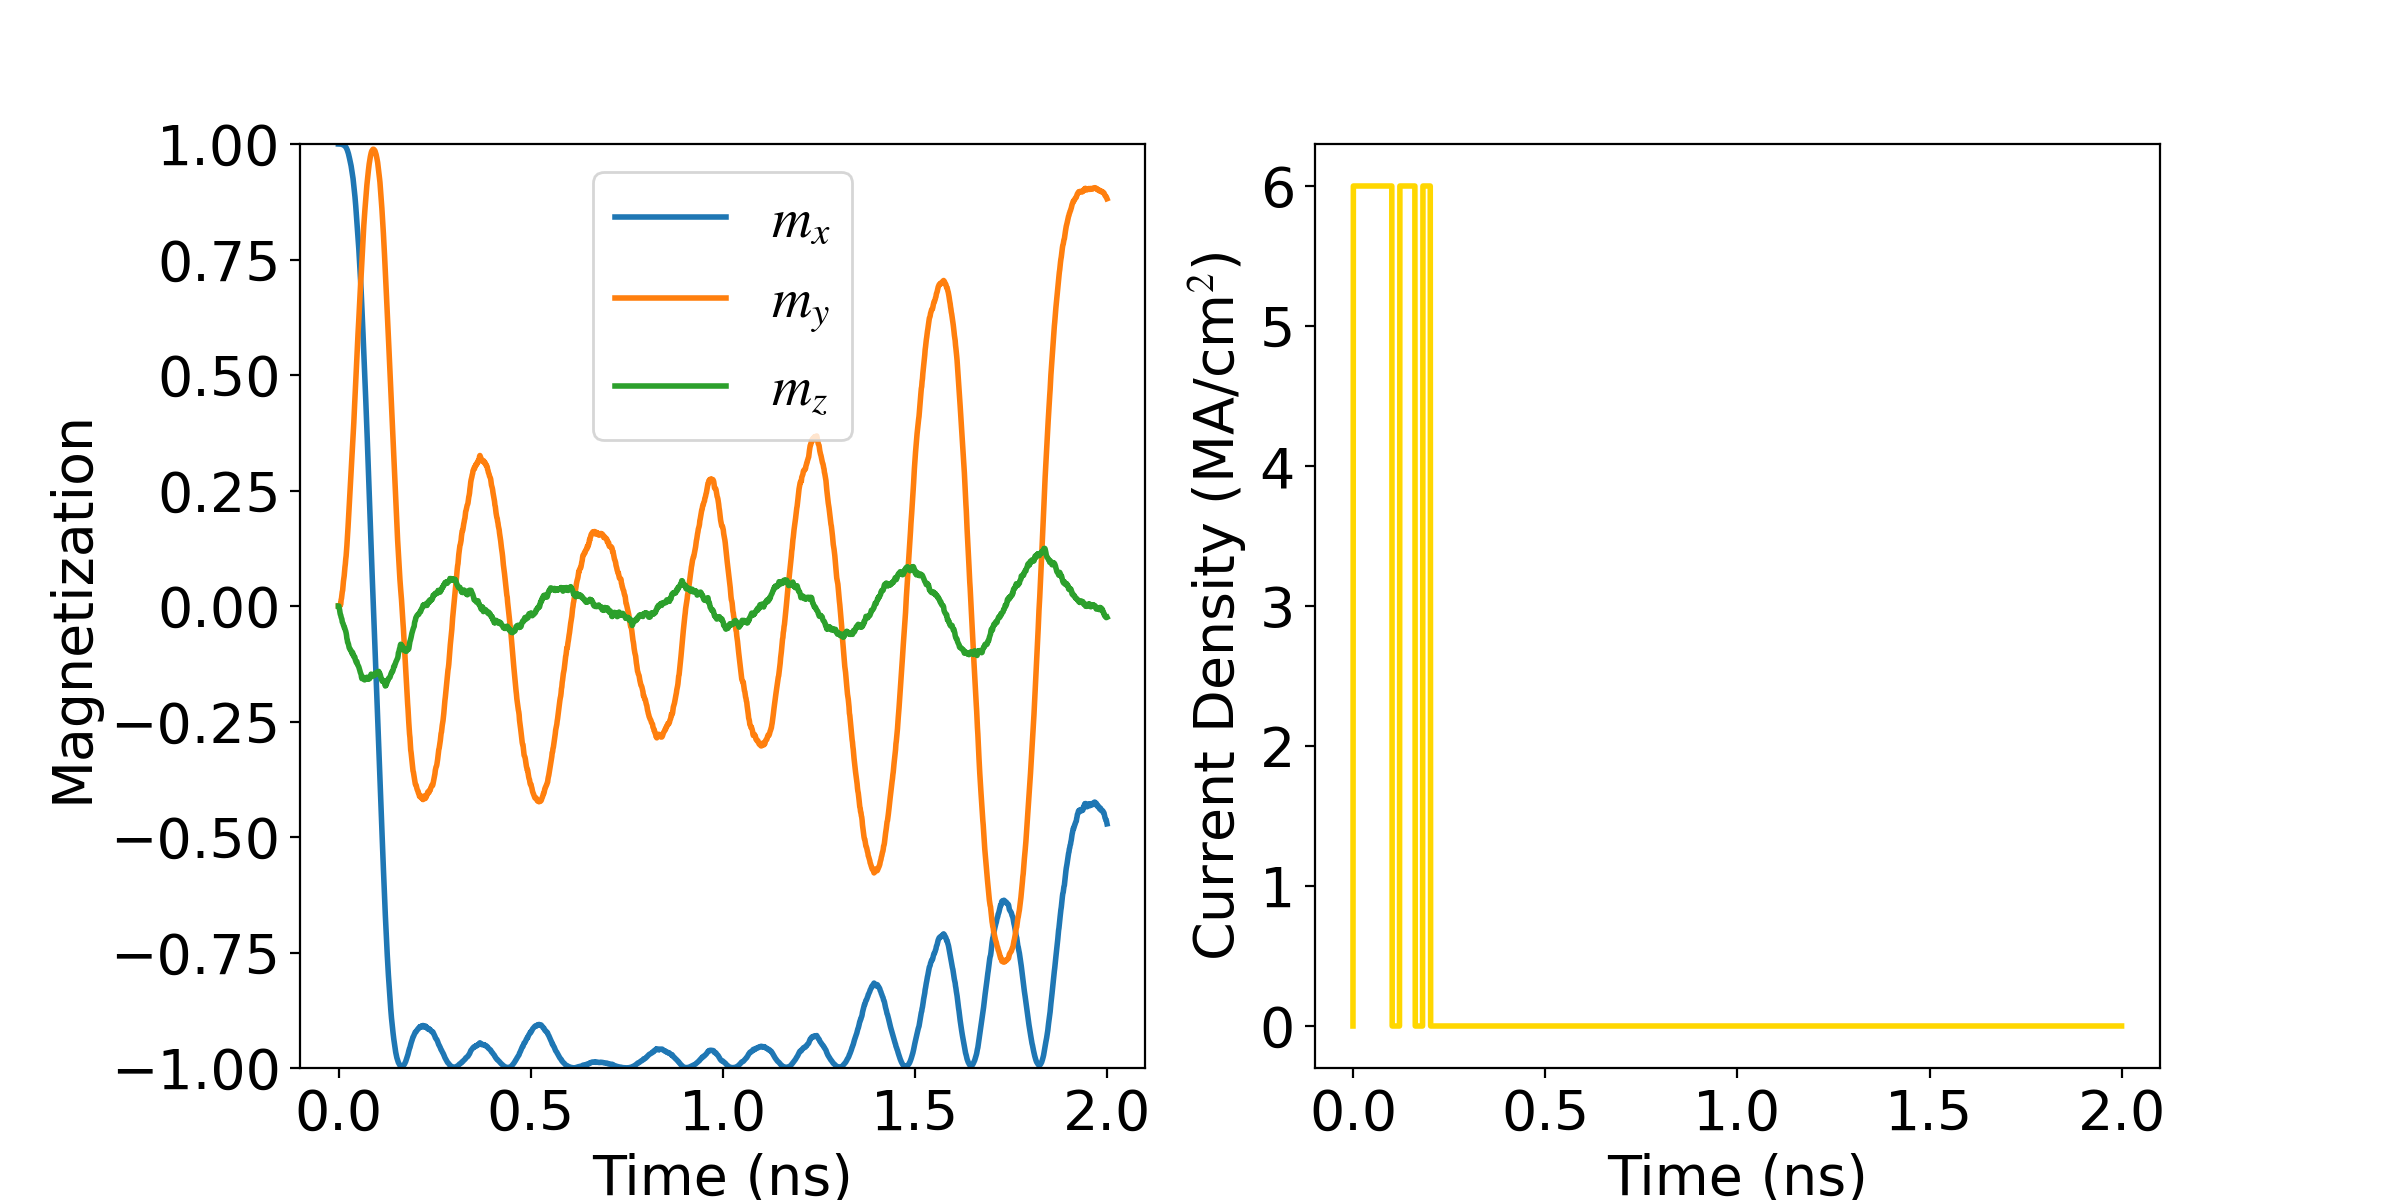 Magnetization
1.00
0.75
0.50
0.25
0.00
−0.25
−0.50
−0.75
−1.00
0.0 0.5 1.0 1.5 2.0
Time (ns)
m_x
m_y
m_z
Current Density (MA/cm²)
6
5
4
3
2
1
0
0.0 0.5 1.0 1.5 2.0
Time (ns)